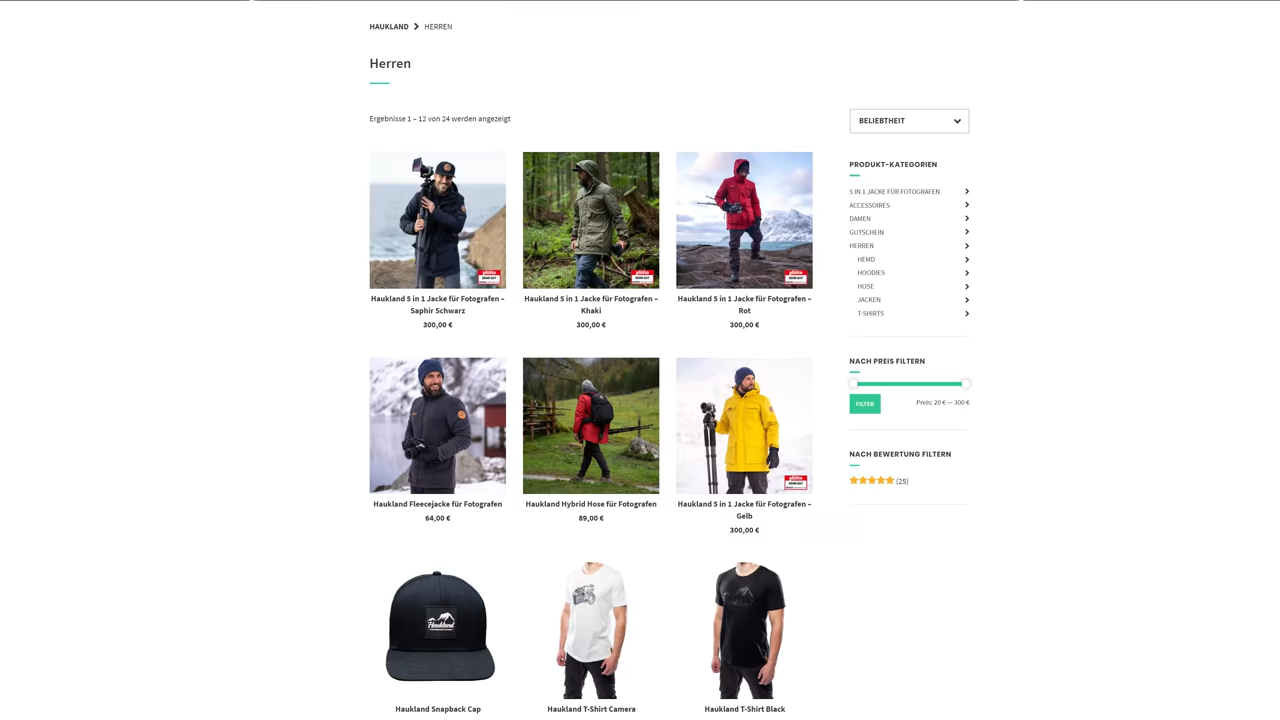 HAUKLAND > HERREN
Herren
Ergebnisse 1 – 12 von 24 werden angezeigt
BELIEBTHEIT
Haukland 5 in 1 Jacke für Fotografen –
Saphir Schwarz
300,00 €
Haukland 5 in 1 Jacke für Fotografen –
Khaki
300,00 €
Haukland 5 in 1 Jacke für Fotografen –
Rot
300,00 €
Haukland Fleecejacke für Fotografen
64,00 €
Haukland Hybrid Hose für Fotografen
89,00 €
Haukland 5 in 1 Jacke für Fotografen –
Gelb
300,00 €
Haukland
Haukland Snapback Cap
Haukland T-Shirt Camera
Haukland T-Shirt Black
PRODUKT-KATEGORIEN
5 IN 1 JACKE FÜR FOTOGRAFEN
ACCESSOIRES
DAMEN
GUTSCHEIN
HERREN
HEMD
HOODIES
HOSE
JACKEN
T-SHIRTS
NACH PREIS FILTERN
FILTER
Preis: 20 € — 300 €
NACH BEWERTUNG FILTERN
(25)